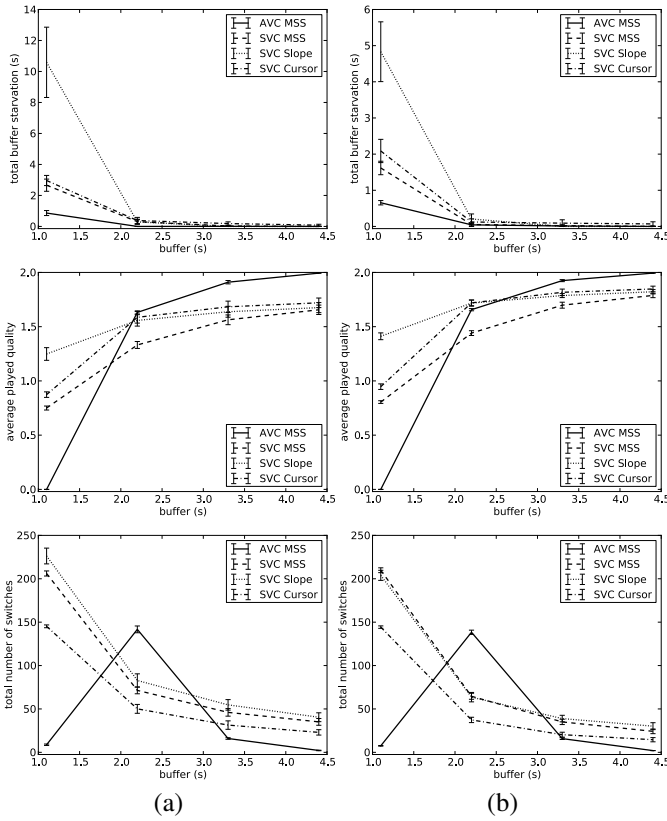 total buffer starvation (s)
14
12
10
8
6
4
2
0
1.0 1.5 2.0 2.5 3.0 3.5 4.0 4.5
buffer (s)
AVC MSS
SVC MSS
SVC Slope
SVC Cursor
total buffer starvation (s)
6
5
4
3
2
1
0
1.0 1.5 2.0 2.5 3.0 3.5 4.0 4.5
buffer (s)
AVC MSS
SVC MSS
SVC Slope
SVC Cursor
average played quality
2.0
1.5
1.0
0.5
0.0
1.0 1.5 2.0 2.5 3.0 3.5 4.0 4.5
buffer (s)
AVC MSS
SVC MSS
SVC Slope
SVC Cursor
average played quality
2.0
1.5
1.0
0.5
0.0
1.0 1.5 2.0 2.5 3.0 3.5 4.0 4.5
buffer (s)
AVC MSS
SVC MSS
SVC Slope
SVC Cursor
total number of switches
250
200
150
100
50
0
1.0 1.5 2.0 2.5 3.0 3.5 4.0 4.5
buffer (s)
AVC MSS
SVC MSS
SVC Slope
SVC Cursor
total number of switches
250
200
150
100
50
0
1.0 1.5 2.0 2.5 3.0 3.5 4.0 4.5
buffer (s)
AVC MSS
SVC MSS
SVC Slope
SVC Cursor
(a)
(b)